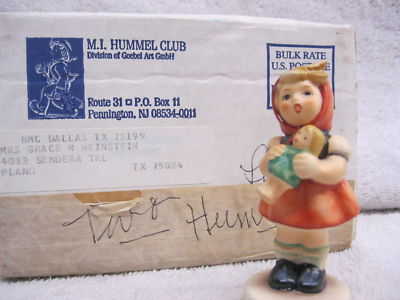 M.I. HUMMEL CLUB
Division of Goebel Art GmbH
BULK RATE
U.S. POSTAGE
Route 31 □ P.O. Box 11
Pennington, NJ 08534-0011
BMC DALLAS TX 75199
MRS GRACE M WEINSTEIN
4033 SENDERA TRL
PLANO TX 75024
Two Hum